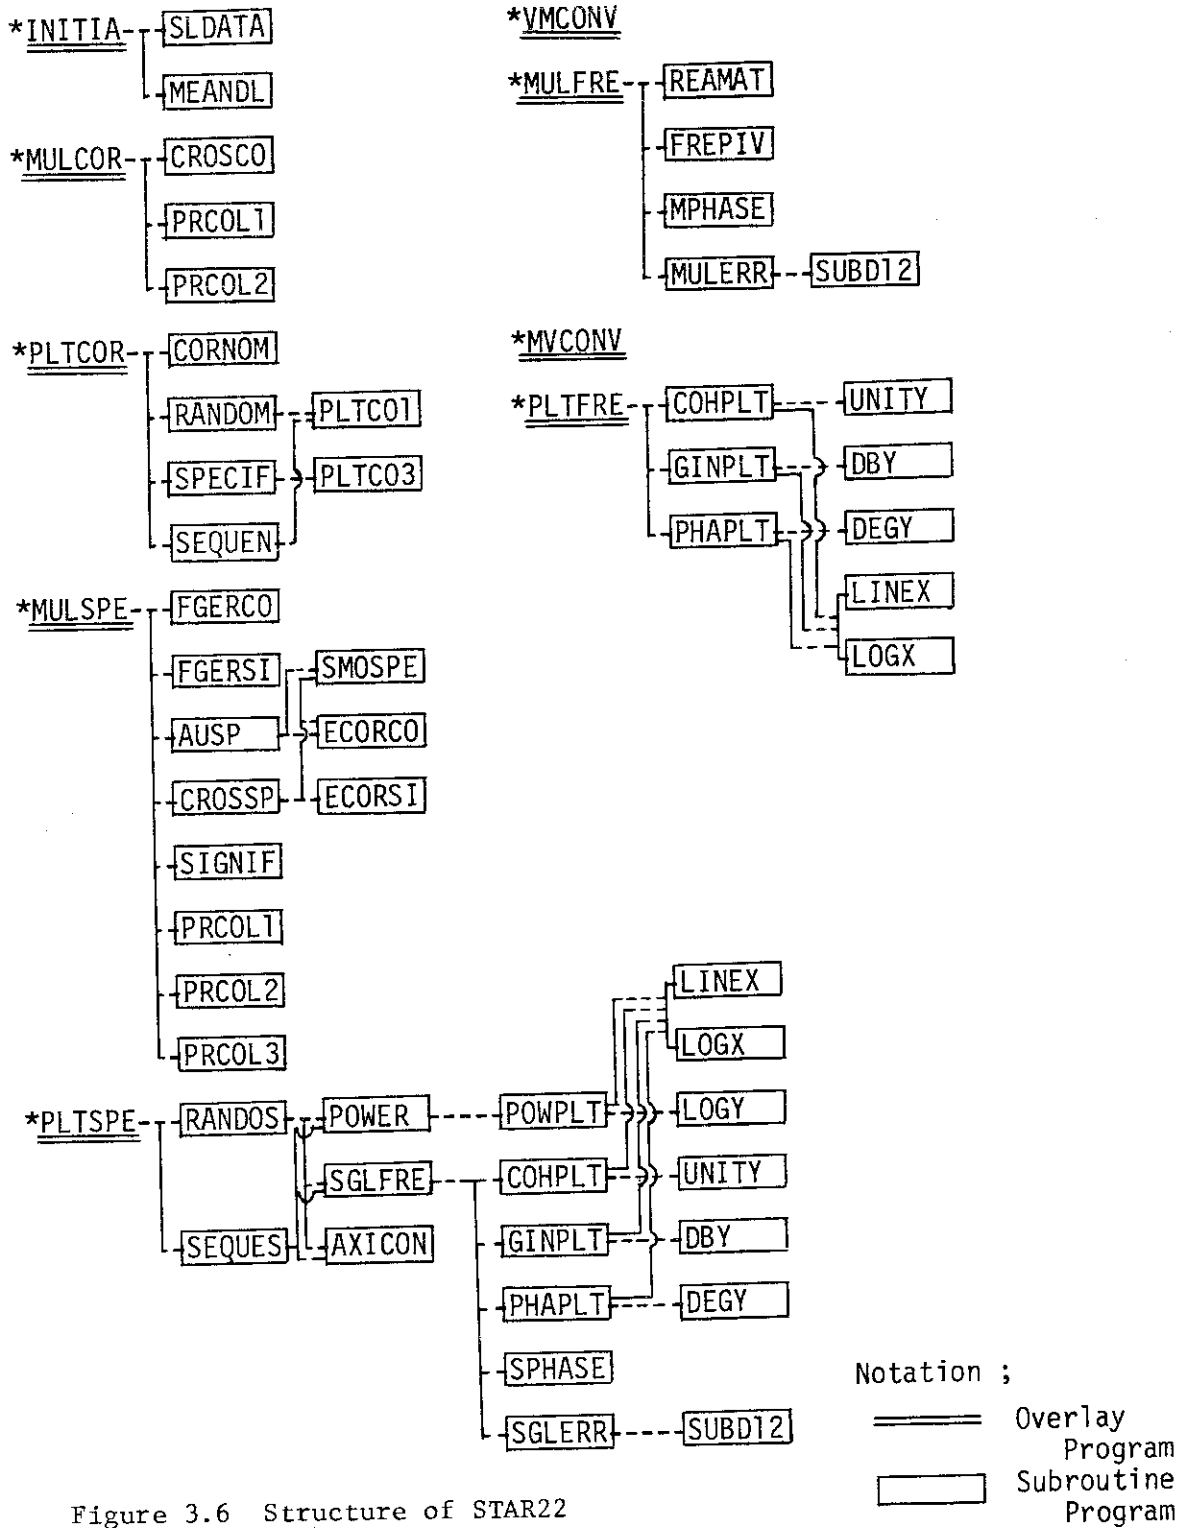 *INITIA SLDATA
MEANDL
*MULCOR CROSCO
PRCOL1
PRCOL2
*PLTCOR CORNOM
RANDOM PLTCO1
SPECIF PLTCO3
SEQUEN
*MULSPE FGERCO
FGERSI SMOSPE
AUSP ECORCO
CROSSP ECORSI
SIGNIF
PRCOL1
PRCOL2
PRCOL3
*PLTSPE RANDOS POWER POWPLT LOGY
LINEX
LOGX
SGLFRE COHPLT UNITY
SEQUES AXICON GINPLT DBY
PHAPLT DEGY
SPHASE
SGLERR SUBD12
*VMCONV
*MULFRE REAMAT
FREPIV
MPHASE
MULERR SUBD12
*MVCONV
*PLTFRE COHPLT UNITY
GINPLT DBY
PHAPLT DEGY
LINEX
LOGX
Notation ;
Overlay
Program
Subroutine
Program
Figure 3.6 Structure of STAR22